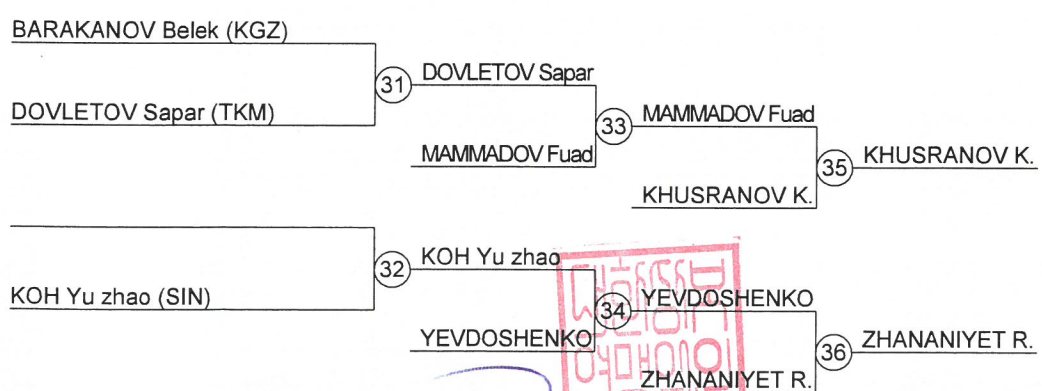 BARAKANOV Belek (KGZ)
31
DOVLETOV Sapar
DOVLETOV Sapar (TKM)
33
MAMMADOV Fuad
MAMMADOV Fuad
35
KHUSRANOV K.
KHUSRANOV K.
32
KOH Yu zhao
KOH Yu zhao (SIN)
34
YEVDOSHENKO
YEVDOSHENKO
36
ZHANANIYET R.
ZHANANIYET R.